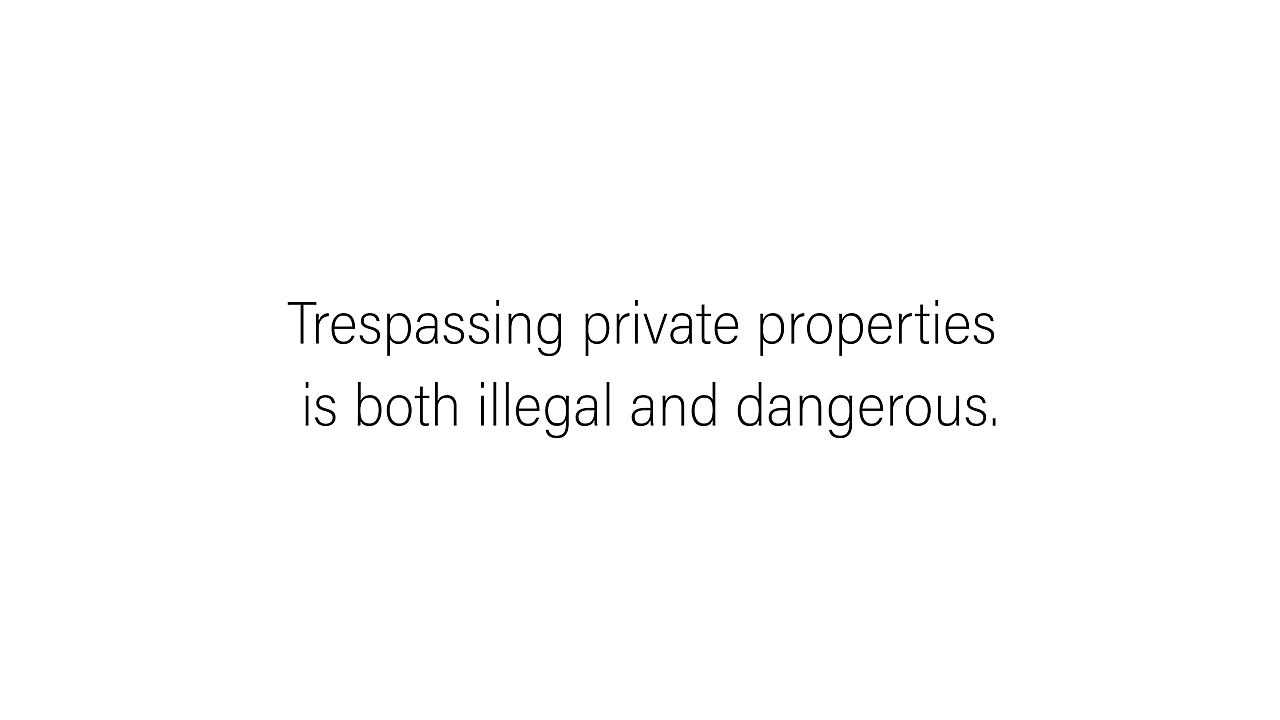 Trespassing private properties
is both illegal and dangerous.